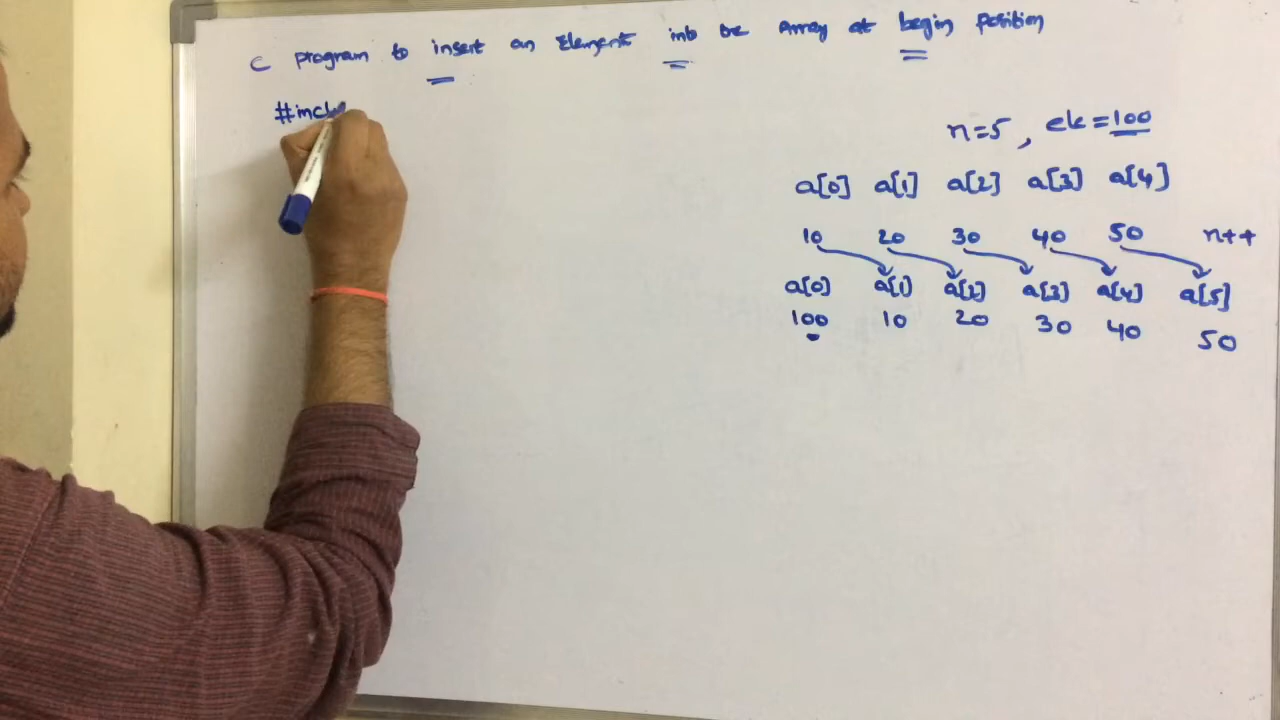 C program to insert an Element into the Array at begin position
#inclu
n=5, ele=100
a[0] a[1] a[2] a[3] a[4]
10 20 30 40 50 n++
a[0] a[1] a[2] a[3] a[4] a[5]
100 10 20 30 40 50